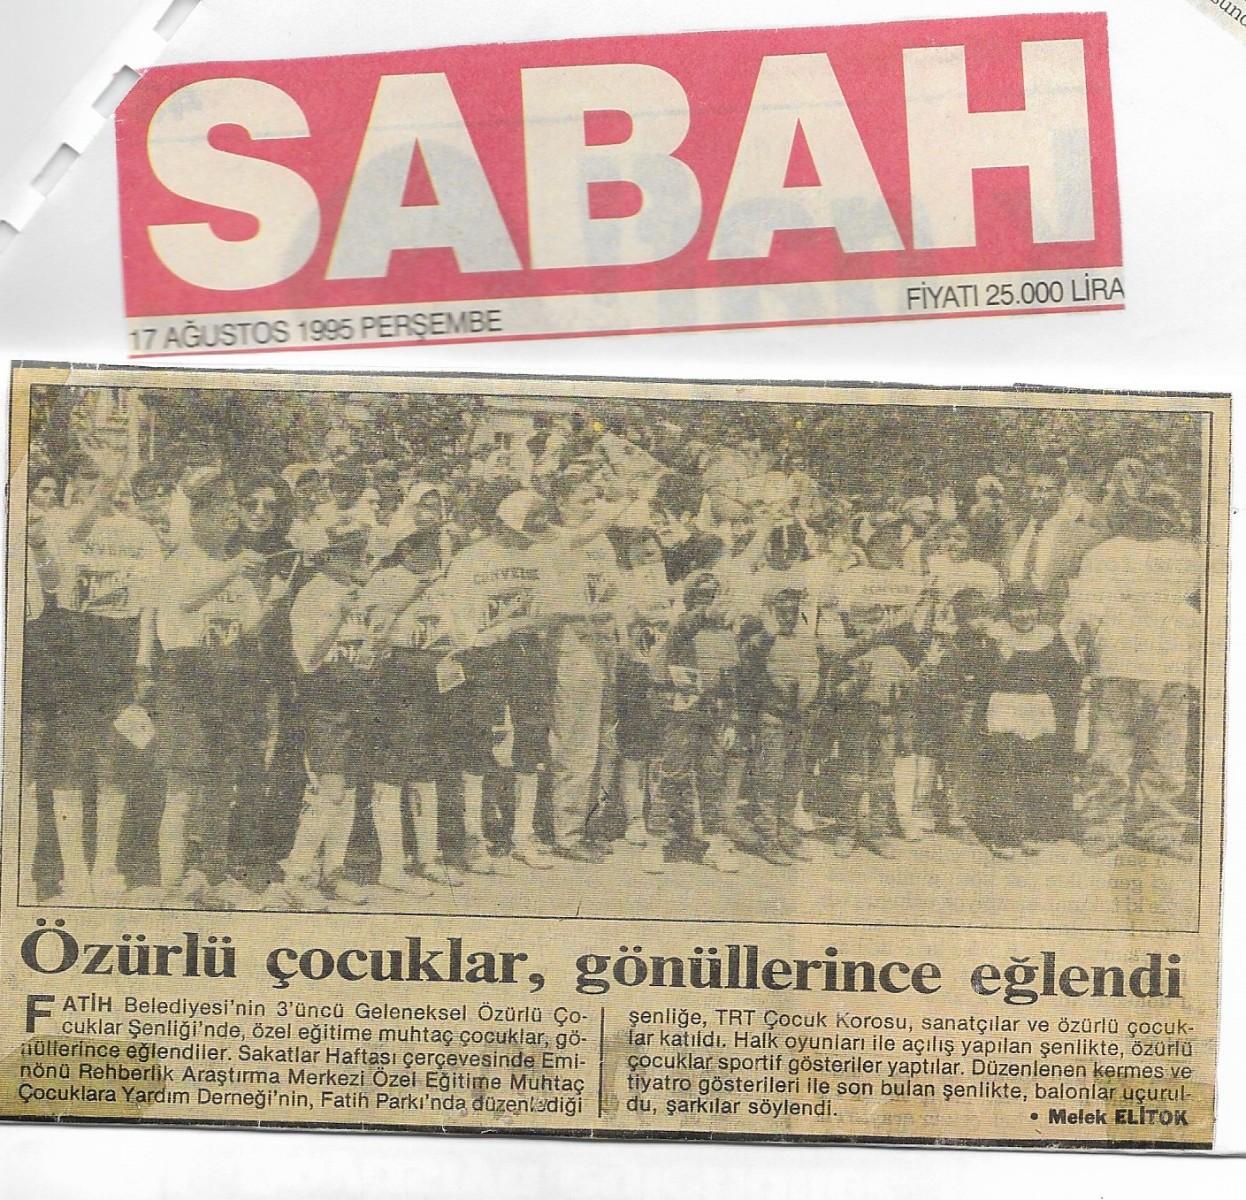 SABAH
17 AĞUSTOS 1995 PERŞEMBE
FİYATI 25.000 LİRA
CONVERSE
Özürlü çocuklar, gönüllerince eğlendi
FATİH Belediyesi'nin 3'üncü Geleneksel Özürlü Ço-
cuklar Şenliği'nde, özel eğitime muhtaç çocuklar, gö-
nüllerince eğlendiler. Sakatlar Haftası çerçevesinde Emi-
nönü Rehberlik Araştırma Merkezi Özel Eğitime Muhtaç
Çocuklara Yardım Derneği'nin, Fatih Parkı'nda düzenlediği
şenliğe, TRT Çocuk Korosu, sanatçılar ve özürlü çocuk-
lar katıldı. Halk oyunları ile açılış yapılan şenlikte, özürlü
çocuklar sportif gösteriler yaptılar. Düzenlenen kermes ve
tiyatro gösterileri ile son bulan şenlikte, balonlar uçurul-
du, şarkılar söylendi.
• Melek ELİTOK